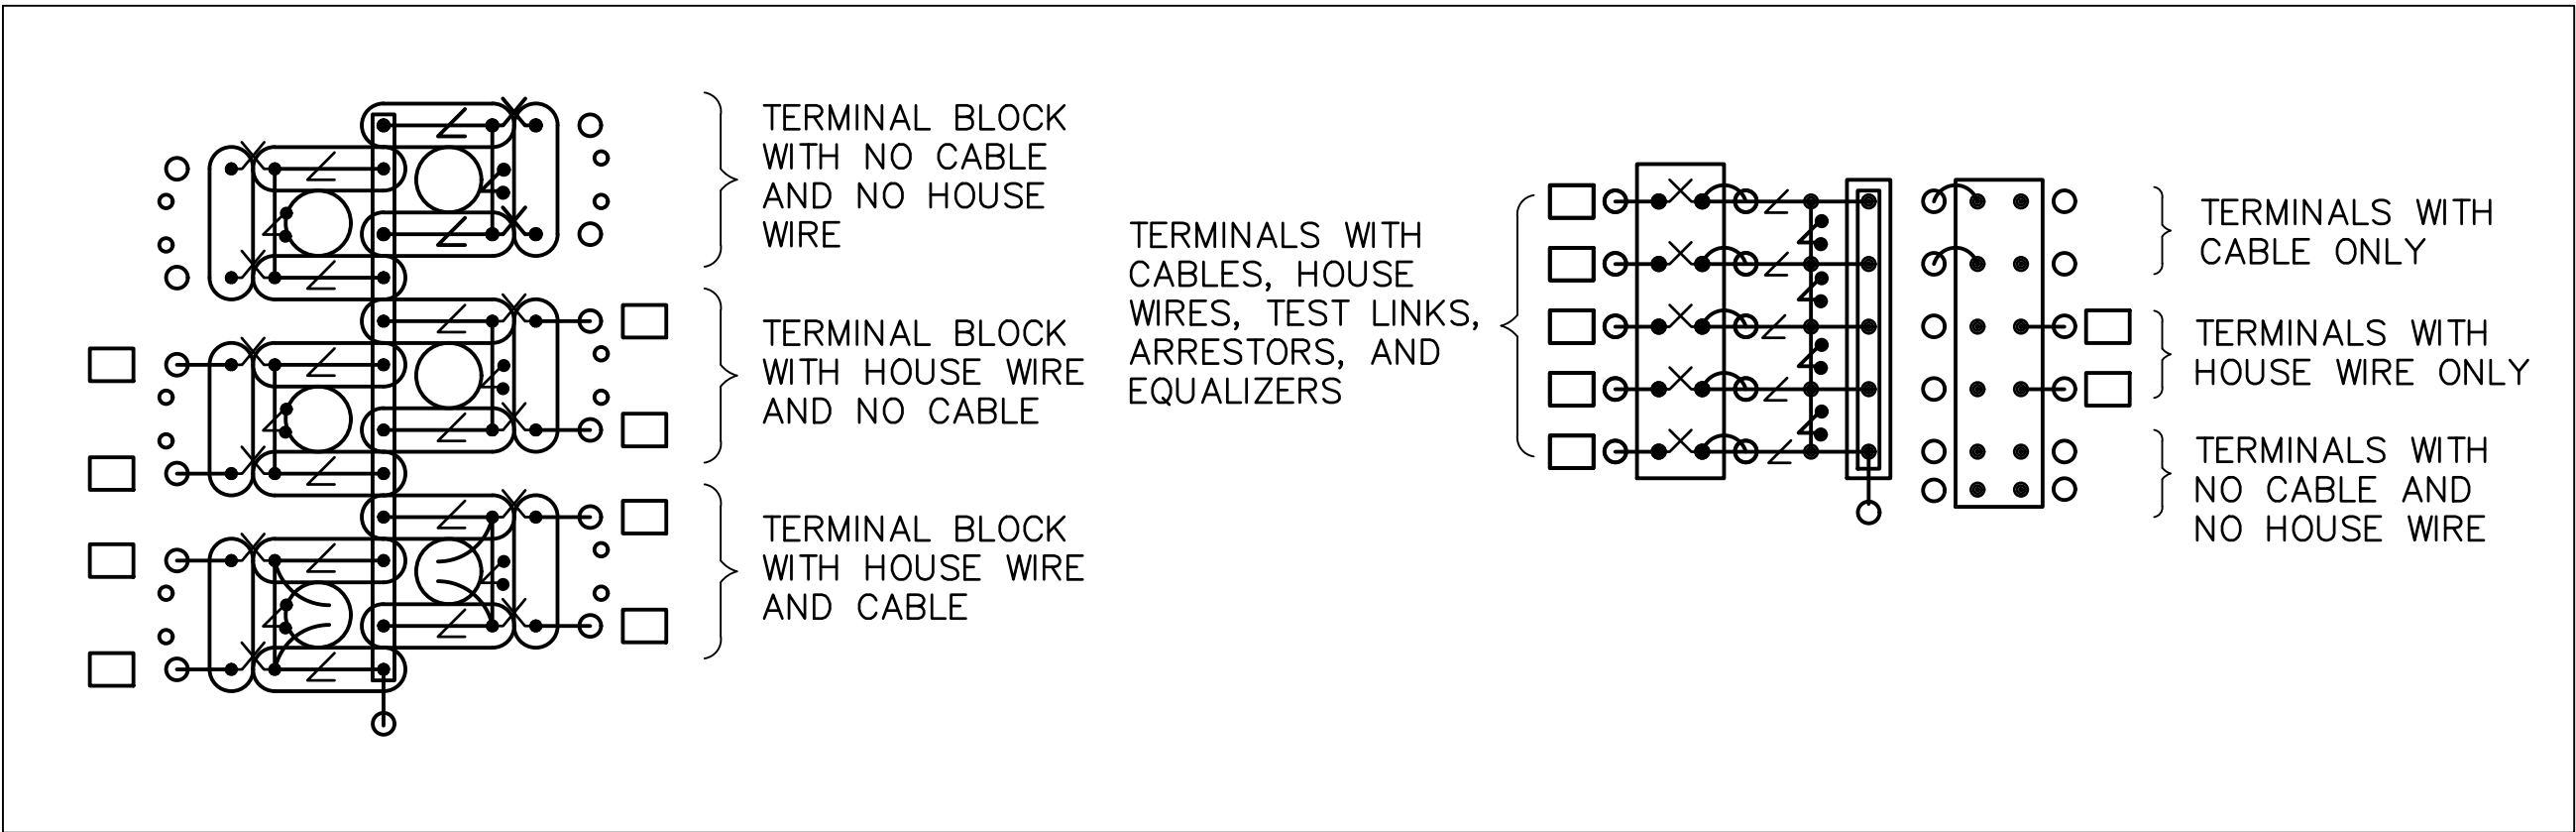 TERMINAL BLOCK
WITH NO CABLE
AND NO HOUSE
WIRE
TERMINAL BLOCK
WITH HOUSE WIRE
AND NO CABLE
TERMINAL BLOCK
WITH HOUSE WIRE
AND CABLE
TERMINALS WITH
CABLES, HOUSE
WIRES, TEST LINKS,
ARRESTORS, AND
EQUALIZERS
TERMINALS WITH
CABLE ONLY
TERMINALS WITH
HOUSE WIRE ONLY
TERMINALS WITH
NO CABLE AND
NO HOUSE WIRE